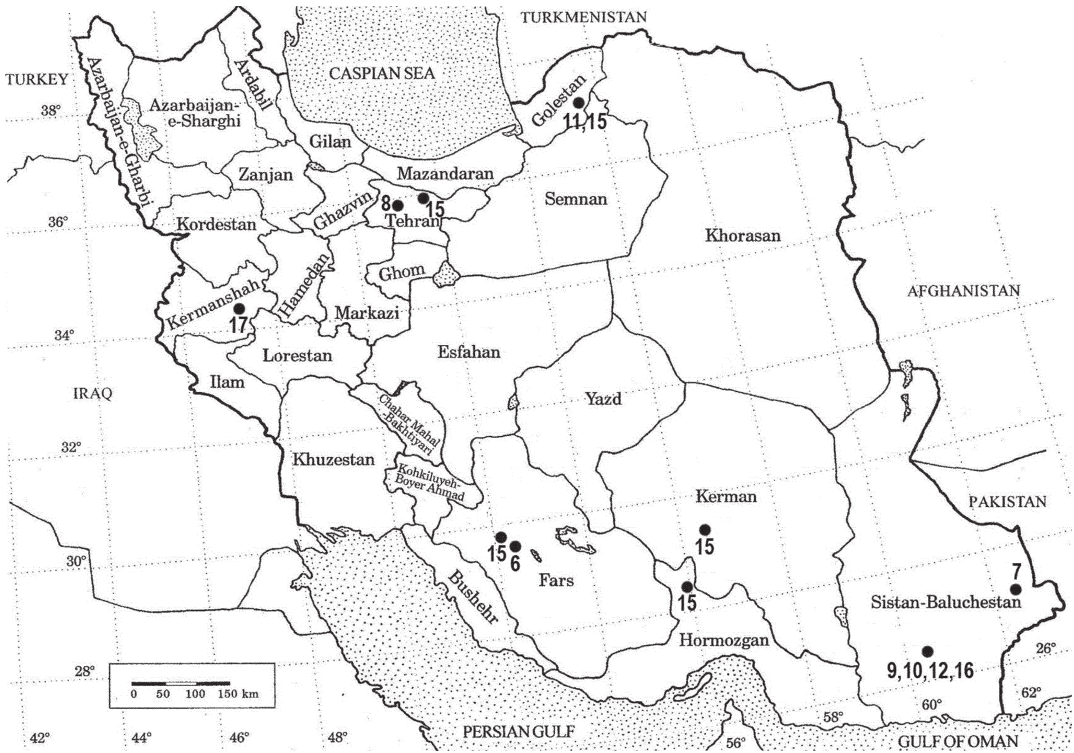 TURKMENISTAN
TURKEY
CASPIAN SEA
Azarbaijan-e-Gharbi
Azarbaijan-
-e-Sharghi
Ardabil
Golestan
11,15
38°
Gilan
Mazandaran
Zanjan
Semnan
Ghazvin
8
15
Tehran
Kordestan
36°
Khorasan
Ghom
Hamedan
Kermanshah
17
Markazi
AFGHANISTAN
34°
Lorestan
Esfahan
Ilam
IRAQ
Yazd
Chahar Mahal
-Bakhtiyari
32°
Khuzestan
Kohkiluyeh-
Boyer Ahmad
Kerman
PAKISTAN
15
6
15
30°
Fars
7
Bushehr
15
Sistan-Baluchestan
Hormozgan
26°
28°
9,10,12,16
0 50 100 150 km
62°
60°
58°
PERSIAN GULF
56°
GULF OF OMAN
42° 44° 46° 48°